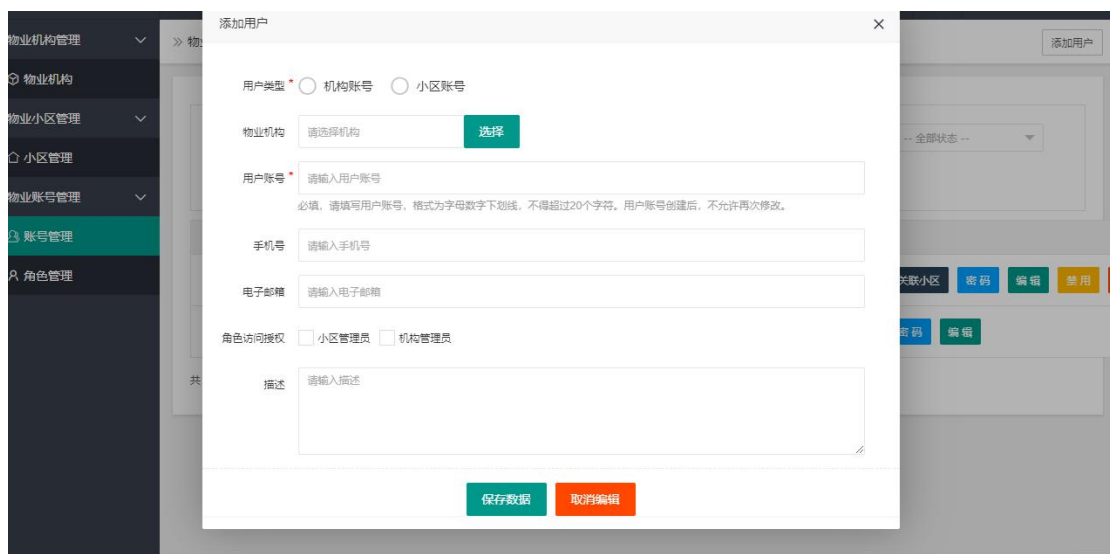 添加用户
物业机构管理
物业机构
物业小区管理
小区管理
物业账号管理
账号管理
角色管理
添加用户
用户类型 * 机构账号 小区账号
物业机构 请选择机构 选择
-- 全部状态 --
用户账号 * 请输入用户账号
必填，请填写用户账号，格式为字母数字下划线，不得超过20个字符。用户账号创建后，不允许再次修改。
手机号 请输入手机号
电子邮箱 请输入电子邮箱
关联小区 密码 编辑 禁用
角色访问授权 小区管理员 机构管理员
密码 编辑
共
描述 请输入描述
保存数据 取消编辑